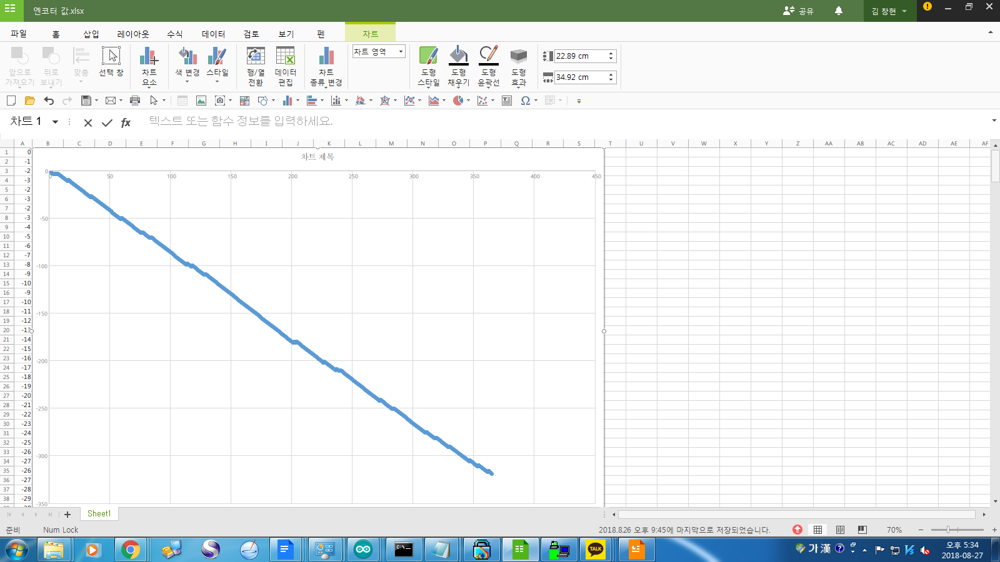 엔코터 값.xlsx
공유
김 창현
파일 홈 삽입 레이아웃 수식 데이터 검토 보기 펜 차트
앞으로 가져오기
뒤로 보내기
맞춤
선택 창
차트 요소
색 변경
스타일
행/열 전환
데이터 편집
차트 종류 변경
차트 영역
도형 스타일
도형 채우기
도형 윤곽선
도형 효과
22.89 cm
34.92 cm
차트 1
fx
텍스트 또는 함수 정보를 입력하세요.
A B C D E F G H I J K L M N O P Q R S T U V W X Y Z AA AB AC AD AE AF
차트 제목
0 50 100 150 200 250 300 350 400 450
0
-50
-100
-150
-200
-250
-300
-350
1 0
2 -1
3 -2
4 -3
5 -2
6 -3
7 -2
8 -3
9 -4
10 -5
11 -6
12 -7
13 -8
14 -9
15 -10
16 -9
17 -10
18 -11
19 -12
20 -13
21 -14
22 -15
23 -16
24 -17
25 -18
26 -19
27 -20
28 -21
29 -22
30 -23
31 -24
32 -25
33 -26
34 -27
35 -26
36 -27
37 -28
38 -29
Sheet1
준비 Num Lock
2018.8.26 오후 9:45에 마지막으로 저장되었습니다.
70%
C:\._
TALK
가 漢
오후 5:34
2018-08-27